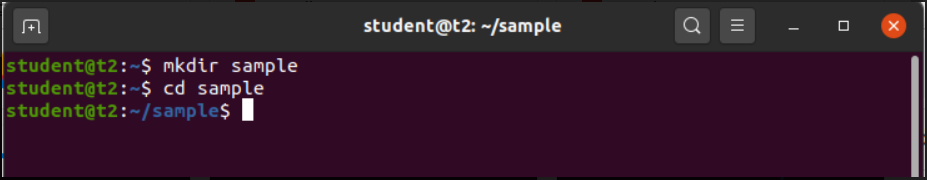 student@t2: ~/sample
student@t2:~$ mkdir sample
student@t2:~$ cd sample
student@t2:~/sample$